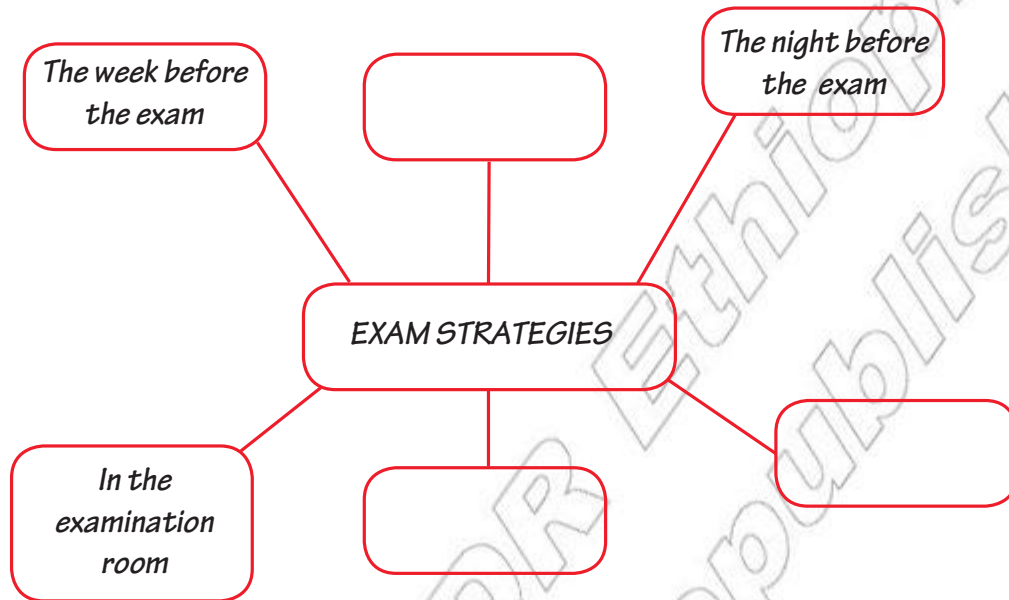 The week before
the exam
The night before
the exam
EXAM STRATEGIES
In the
examination
room